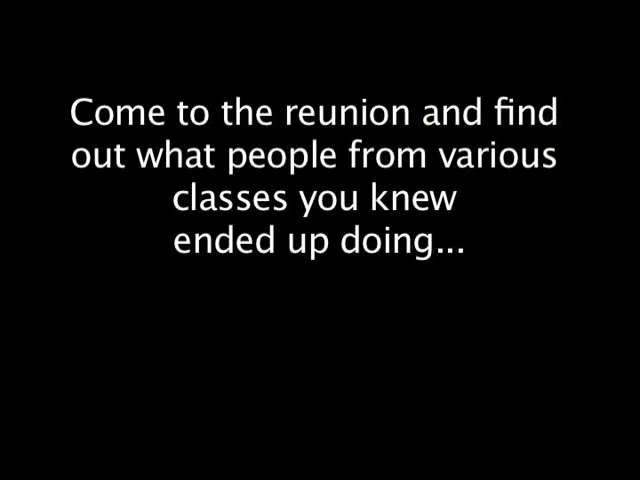 Come to the reunion and find
out what people from various
classes you knew
ended up doing...